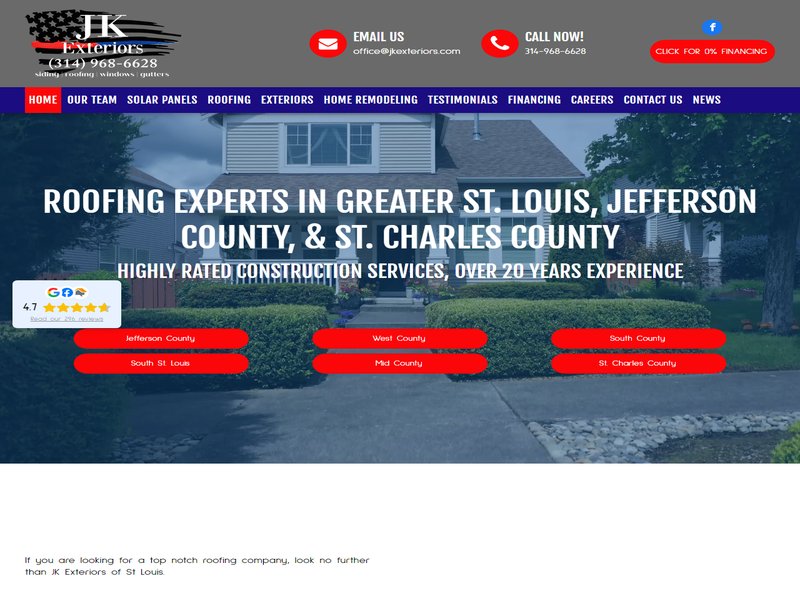 JK
Exteriors
(314) 968-6628
siding | roofing | windows | gutters
EMAIL US
office@jkexteriors.com
CALL NOW!
314-968-6628
CLICK FOR 0% FINANCING
HOME OUR TEAM SOLAR PANELS ROOFING EXTERIORS HOME REMODELING TESTIMONIALS FINANCING CAREERS CONTACT US NEWS
ROOFING EXPERTS IN GREATER ST. LOUIS, JEFFERSON
COUNTY, & ST. CHARLES COUNTY
HIGHLY RATED CONSTRUCTION SERVICES, OVER 20 YEARS EXPERIENCE
4.7
Read our 296 reviews
Jefferson County West County South County
South St. Louis Mid County St. Charles County
If you are looking for a top notch roofing company, look no further
than JK Exteriors of St Louis.